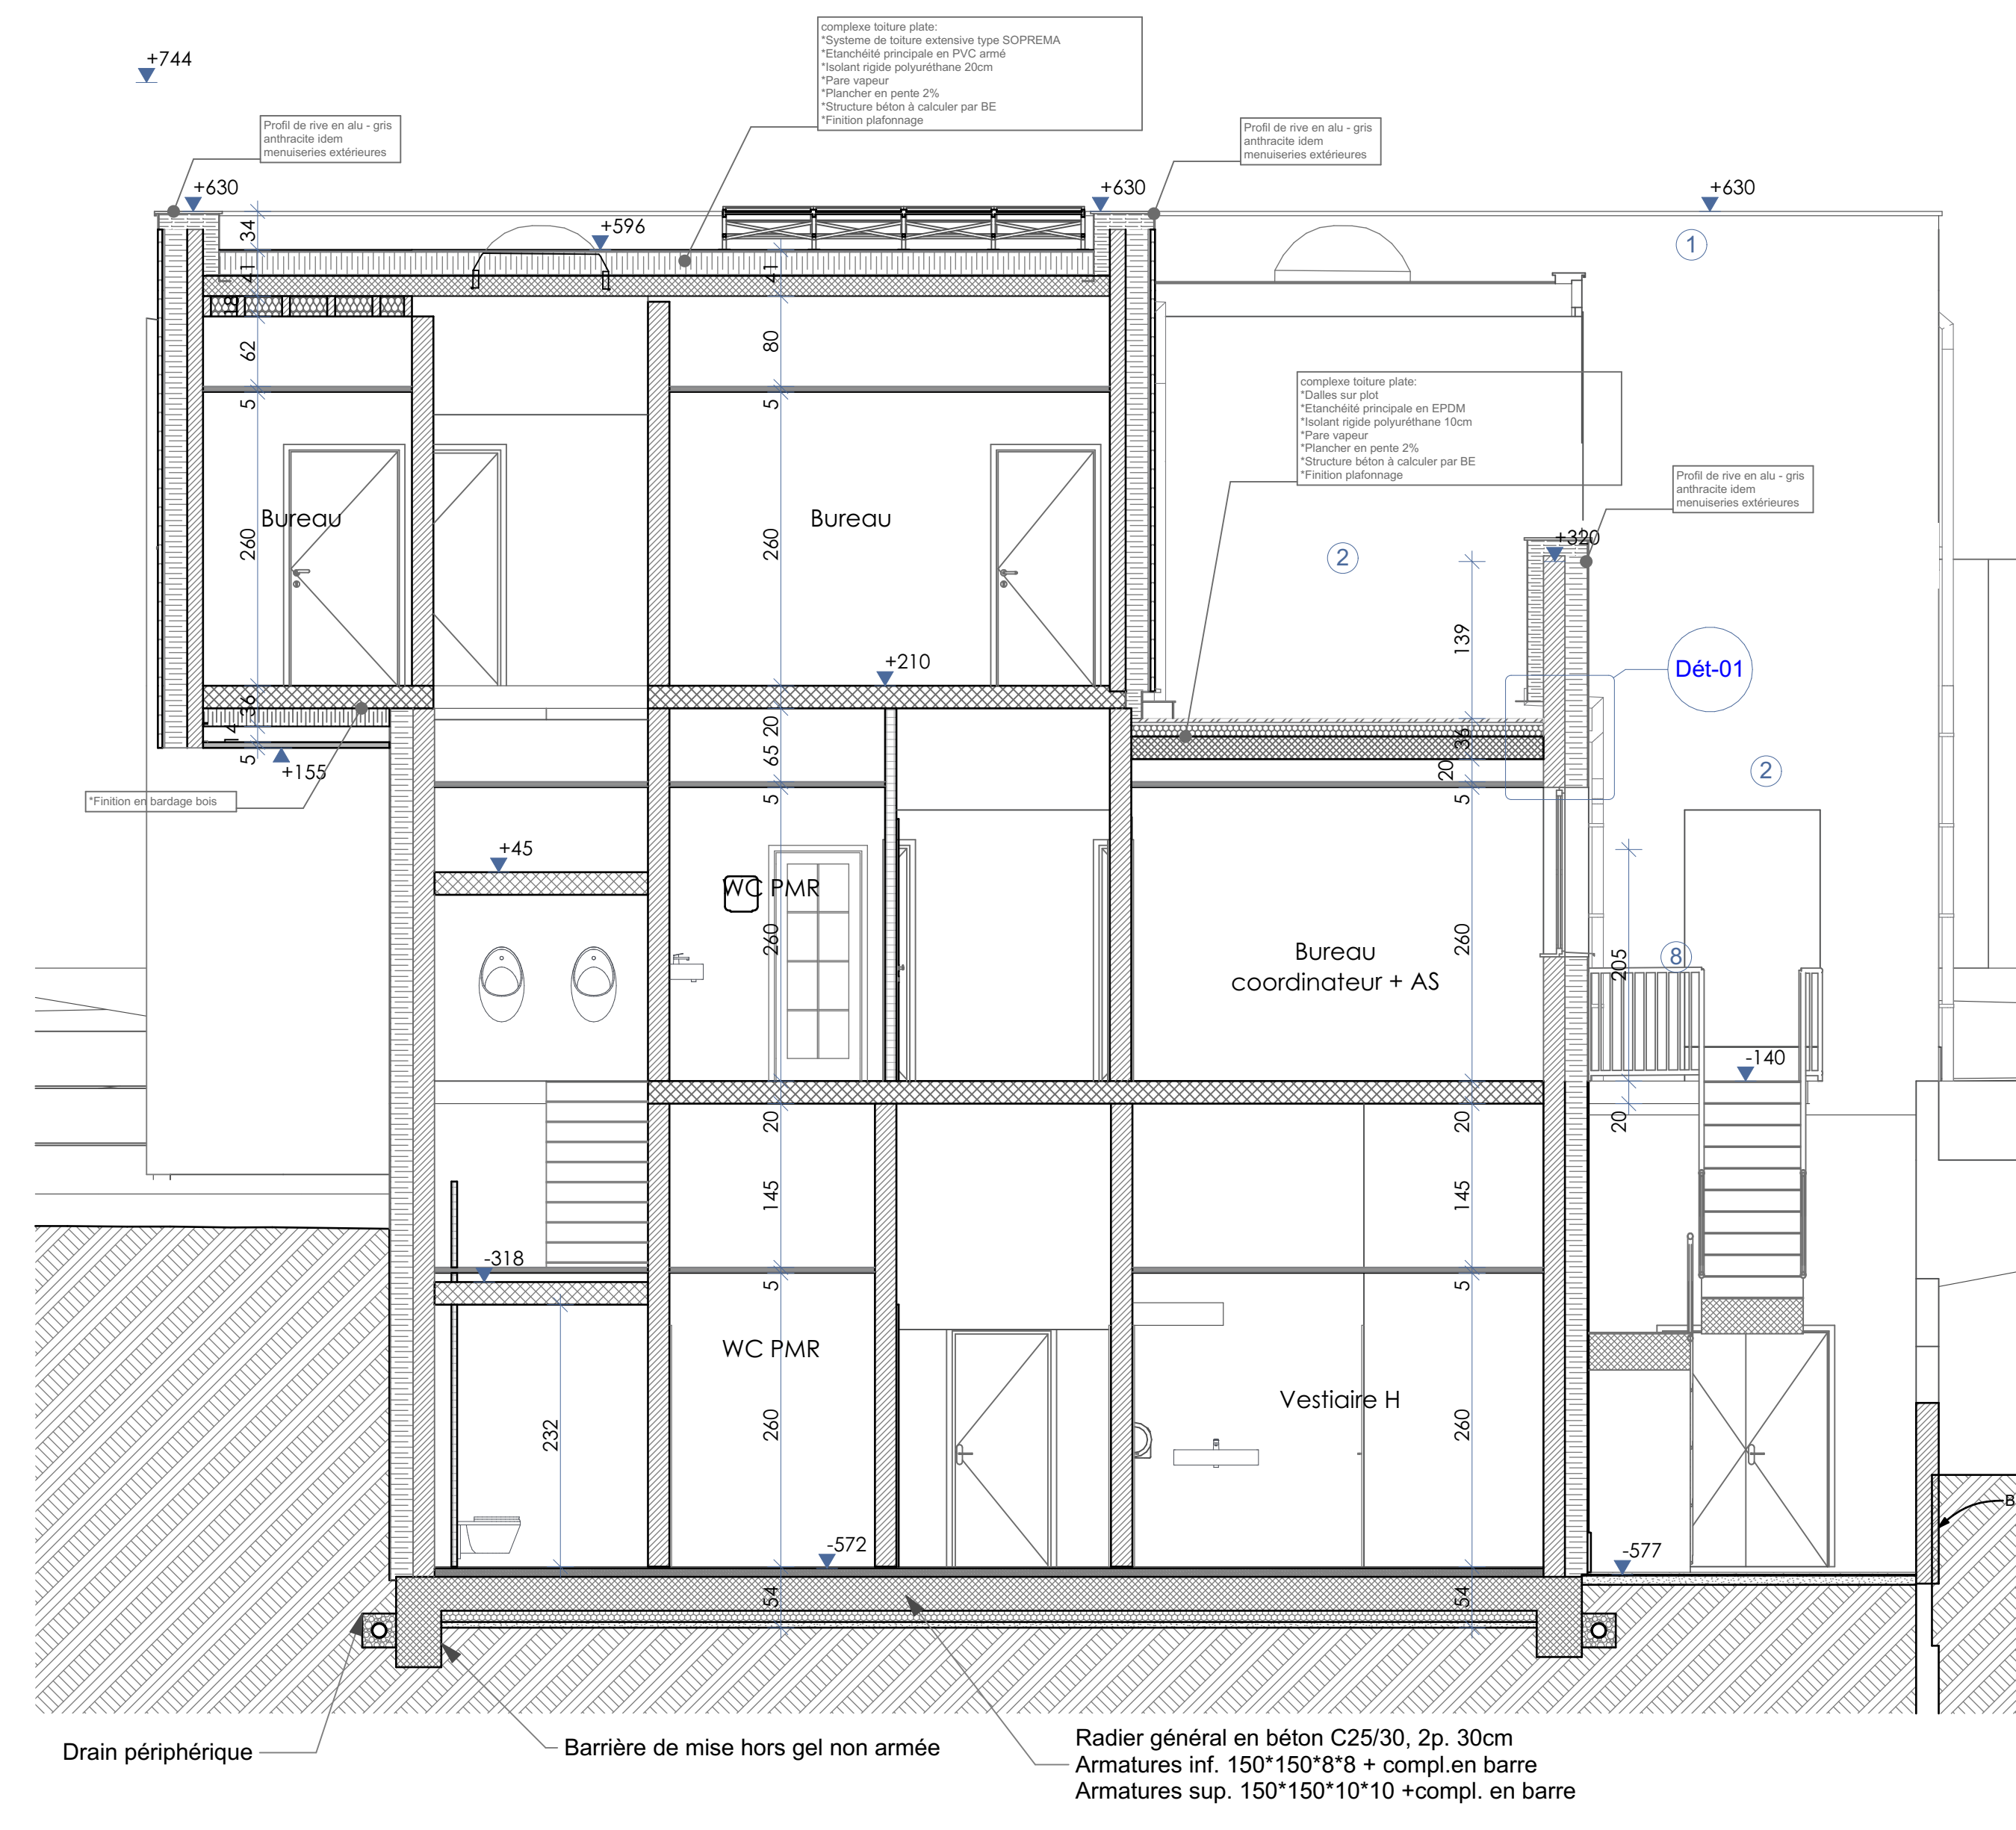 +744
complexe toiture plate:
*Systeme de toiture extensive type SOPREMA
*Etanchéité principale en PVC armé
*Isolant rigide polyuréthane 20cm
*Pare vapeur
*Plancher en pente 2%
*Structure béton à calculer par BE
*Finition plafonnage
Profil de rive en alu - gris
anthracite idem
menuiseries extérieures
Profil de rive en alu - gris
anthracite idem
menuiseries extérieures
+630
+630
+630
34
+596
1
41
41
18
62
80
5
5
complexe toiture plate:
*Dalles sur plot
*Etanchéité principale en EPDM
*Isolant rigide polyuréthane 10cm
*Pare vapeur
*Plancher en pente 2%
*Structure béton à calculer par BE
*Finition plafonnage
Profil de rive en alu - gris
anthracite idem
menuiseries extérieures
Bureau
Bureau
260
260
2
+320
139
Dét-01
+210
36
14
5
+155
20
65
5
36
20
5
2
*Finition en bardage bois
+45
WC PMR
260
Bureau
coordinateur + AS
260
8
205
-140
20
20
20
145
145
-318
5
5
WC PMR
232
260
Vestiaire H
260
-572
-577
B
54
54
Drain périphérique
Barrière de mise hors gel non armée
Radier général en béton C25/30, 2p. 30cm
Armatures inf. 150*150*8*8 + compl.en barre
Armatures sup. 150*150*10*10 +compl. en barre